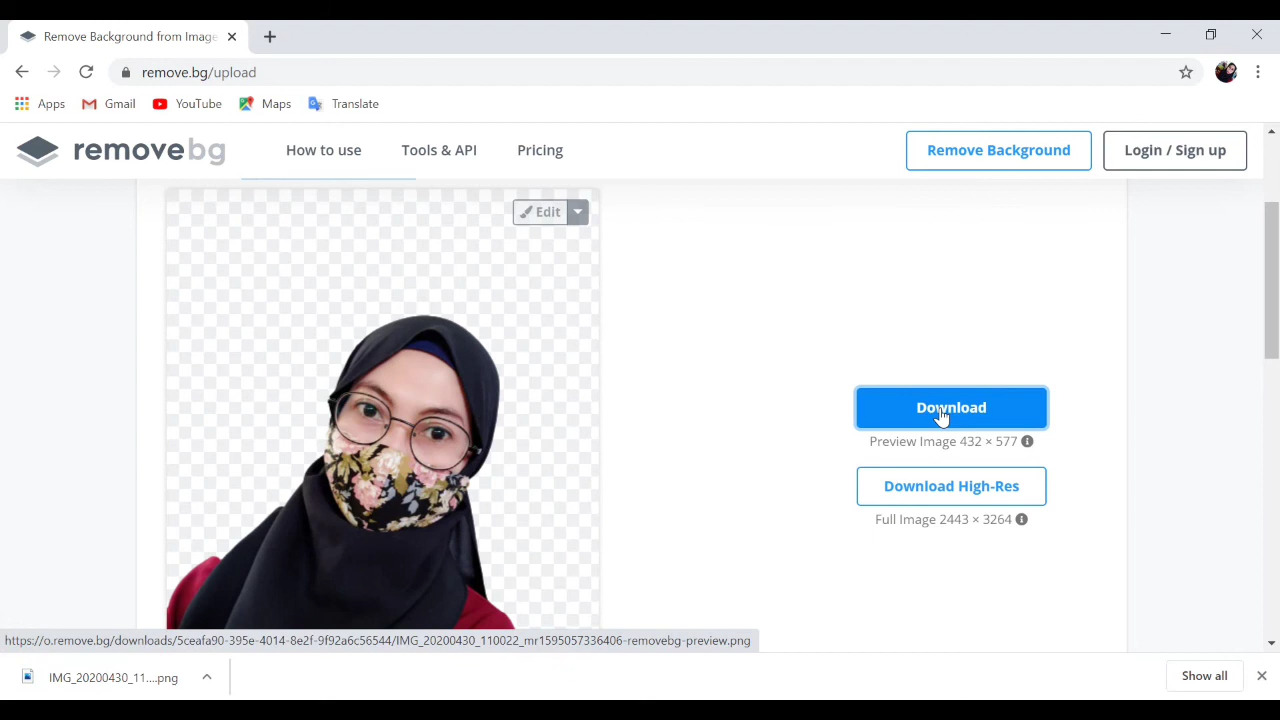 Remove Background from Image
remove.bg/upload
Apps
Gmail
YouTube
Maps
Translate
removebg
How to use
Tools & API
Pricing
Remove Background
Login / Sign up
Edit
Download
Preview Image 432 × 577
Download High-Res
Full Image 2443 × 3264
https://o.remove.bg/downloads/5ceafa90-395e-4014-8e2f-9f92a6c56544/IMG_20200430_110022_mr1595057336406-removebg-preview.png
IMG_20200430_11....png
Show all